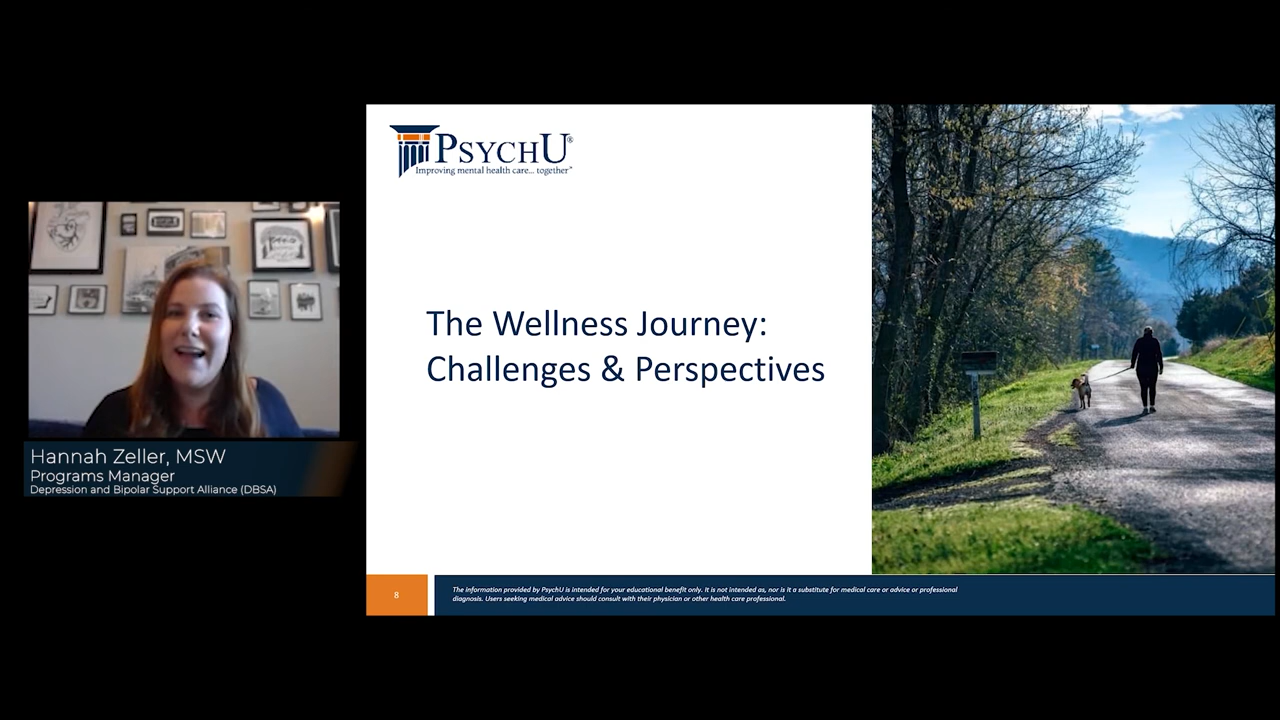 PSYCHU®
Improving mental health care... together™
The Wellness Journey:
Challenges & Perspectives
Hannah Zeller, MSW
Programs Manager
Depression and Bipolar Support Alliance (DBSA)
8
The information provided by PsychU is intended for your educational benefit only. It is not intended as, nor is it a substitute for medical care or advice or professional
diagnosis. Users seeking medical advice should consult with their physician or other health care professional.